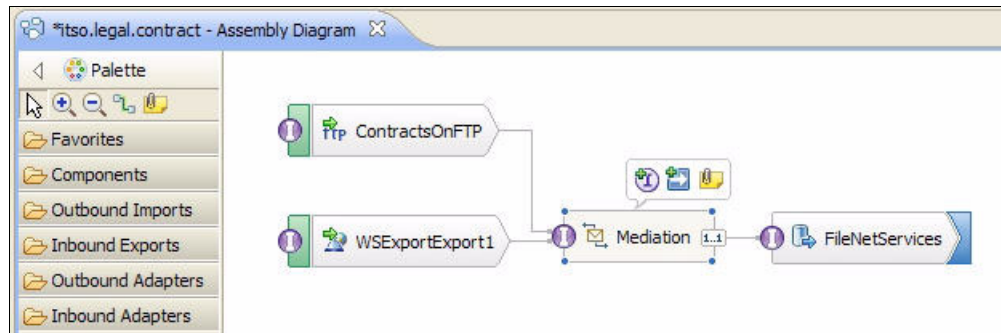 *itso.legal.contract - Assembly Diagram
Palette
Favorites
Components
Outbound Imports
Inbound Exports
Outbound Adapters
Inbound Adapters
FTP ContractsOnFTP
WSExportExport1
Mediation 1..1
FileNetServices